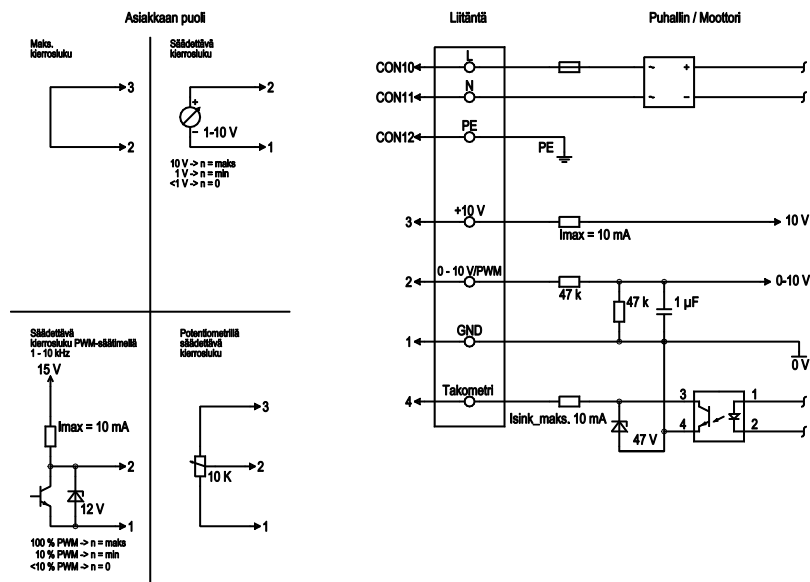 Asiakkaan puoli
Maks.
kierrosluku
3
2
Säädettävä
kierrosluku
2
+
1-10 V
–
1
10 V -> n = maks
1 V -> n = min
<1 V -> n = 0
Säädettävä
kierrosluku PWM-säätimellä
1 - 10 kHz
15 V
Imax = 10 mA
2
12 V
1
100 % PWM -> n = maks
10 % PWM -> n = min
<10 % PWM -> n = 0
Potentiometrillä
säädettävä
kierrosluku
3
2
10 K
1
Liitäntä
Puhallin / Moottori
CON10
L
~
+
CON11
N
~
–
CON12
PE
PE
3
+10 V
Imax = 10 mA
10 V
2
0 - 10 V/PWM
47 k
47 k
1 µF
0-10 V
1
GND
0 V
4
Takometri
Isink_maks. 10 mA
47 V
3
4
1
2